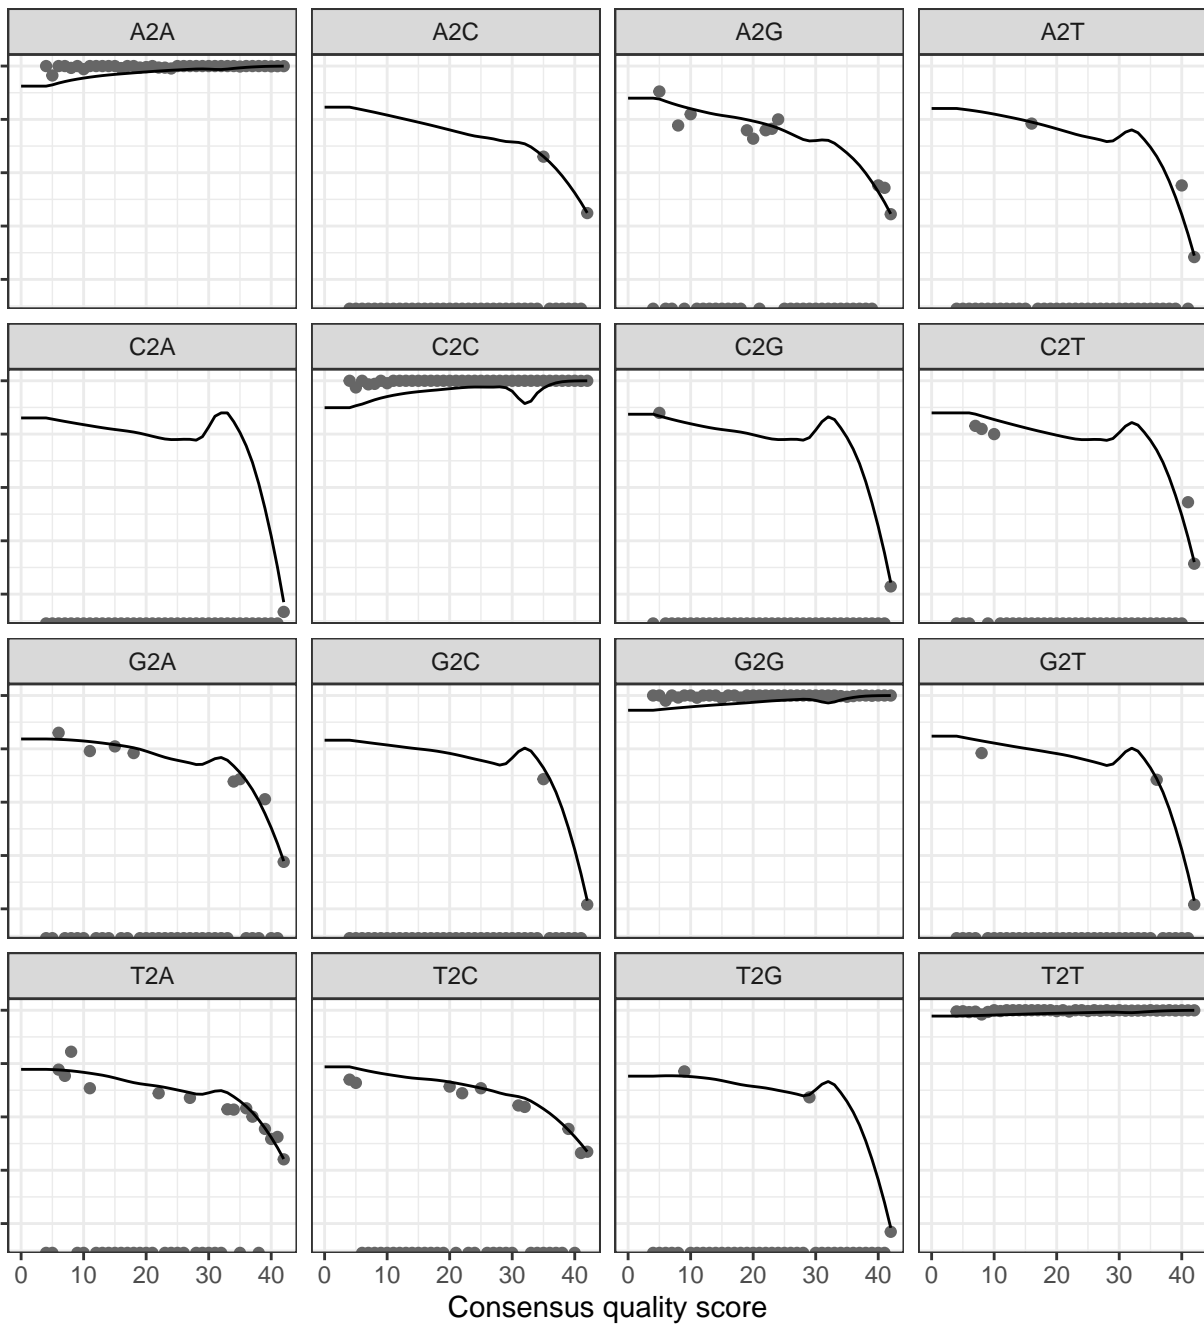 A2A A2C A2G A2T
C2A C2C C2G C2T
G2A G2C G2G G2T
T2A T2C T2G T2T
0 10 20 30 40 0 10 20 30 40 0 10 20 30 40 0 10 20 30 40
Consensus quality score